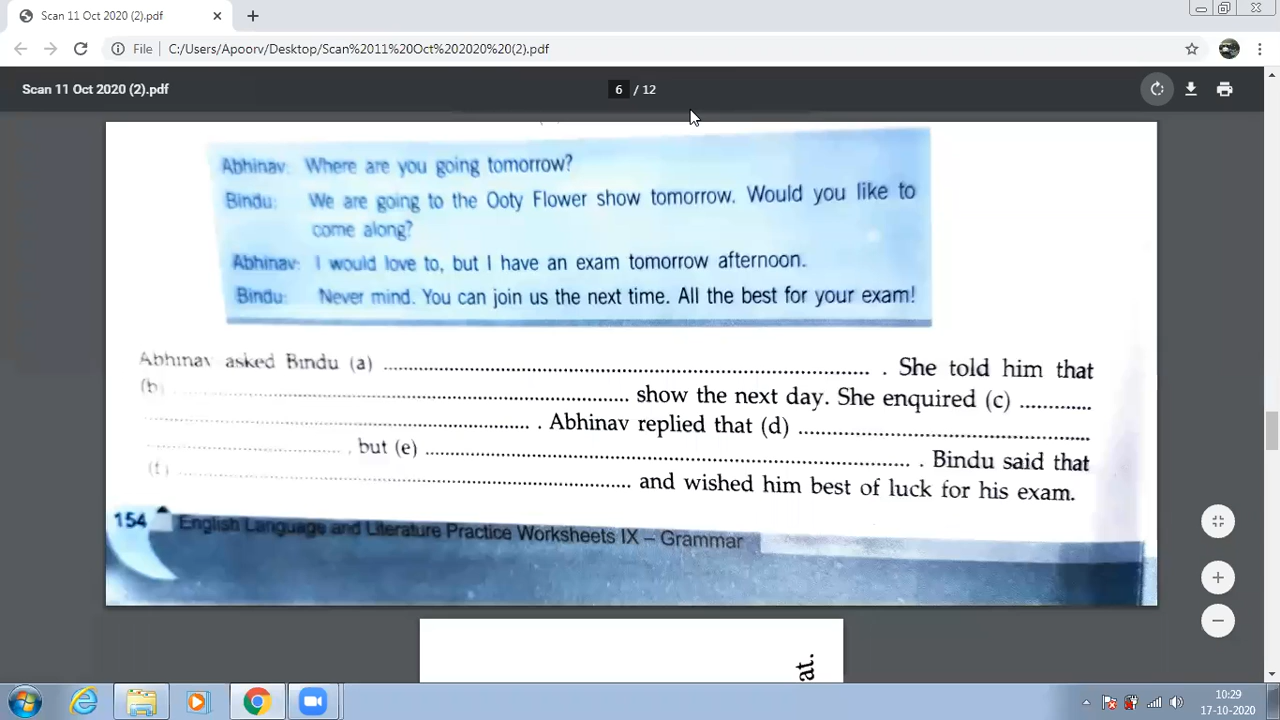 Scan 11 Oct 2020 (2).pdf
File C:/Users/Apoorv/Desktop/Scan%2011%20Oct%202020%20(2).pdf
Scan 11 Oct 2020 (2).pdf 6 / 12
Abhinav: Where are you going tomorrow?
Bindu: We are going to the Ooty Flower show tomorrow. Would you like to
come along?
Abhinav: I would love to, but I have an exam tomorrow afternoon.
Bindu: Never mind. You can join us the next time. All the best for your exam!
Abhinav asked Bindu (a) .................... . She told him that
(b) .................... show the next day. She enquired (c) ............
.................... . Abhinav replied that (d) ....................
.................... , but (e) .................... . Bindu said that
(f) .................... and wished him best of luck for his exam.
154 English Language and Literature Practice Worksheets IX – Grammar
at.
10:29
17-10-2020